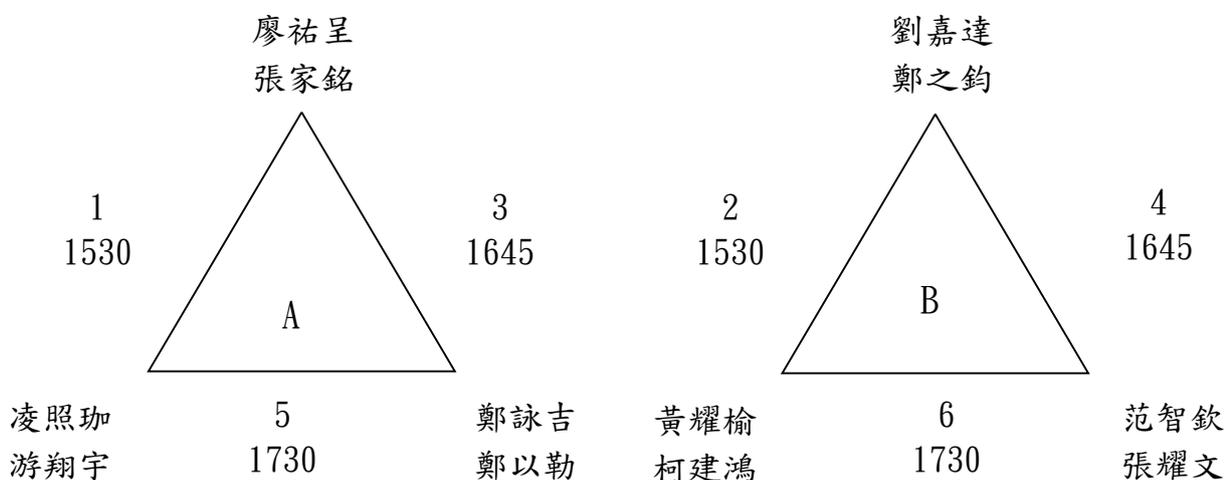 廖祐呈
張家銘
1
1530
3
1645
A
凌照珈
游翔宇
5
1730
鄭詠吉
鄭以勒
劉嘉達
鄭之鈞
2
1530
4
1645
B
黃耀榆
柯建鴻
6
1730
范智欽
張耀文